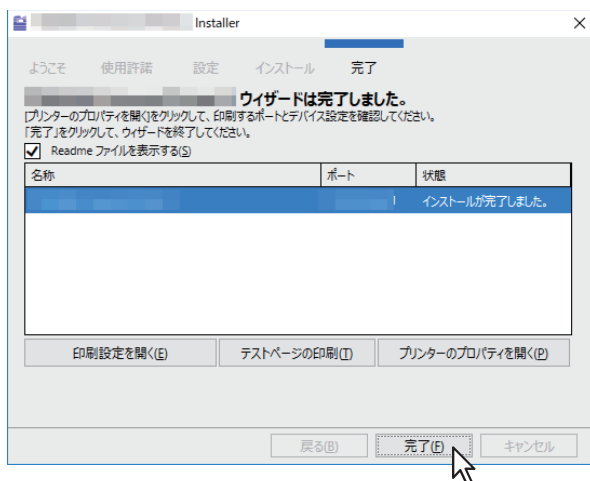 Installer
ようこそ 使用許諾 設定 インストール 完了
ウィザードは完了しました。
[プリンターのプロパティを開く]をクリックして、印刷するポートとデバイス設定を確認してください。
「完了」をクリックして、ウィザードを終了してください。
Readme ファイルを表示する(S)
名称 ポート 状態
インストールが完了しました。
印刷設定を開く(E) テストページの印刷(T) プリンターのプロパティを開く(P)
戻る(B) 完了(F) キャンセル